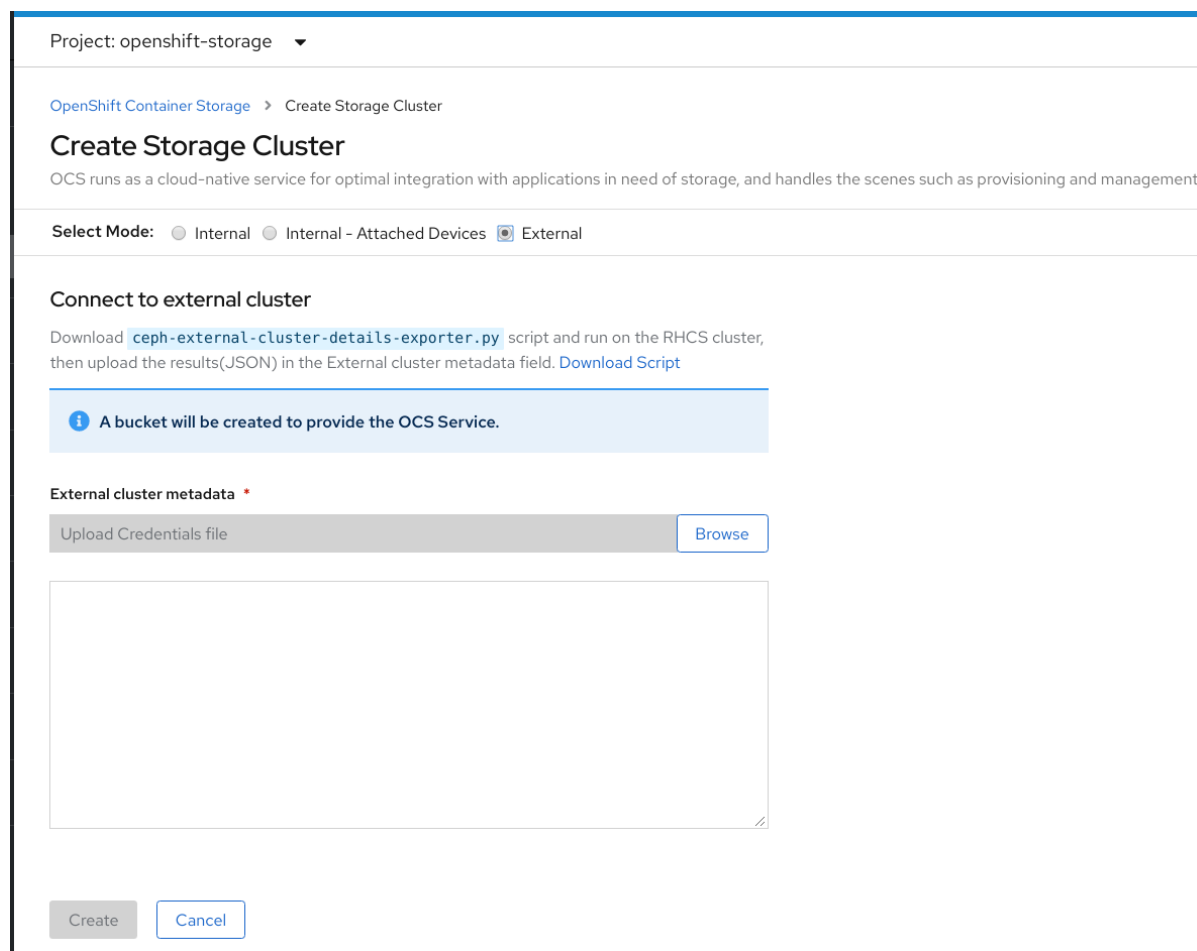 Project: openshift-storage
OpenShift Container Storage > Create Storage Cluster
Create Storage Cluster
OCS runs as a cloud-native service for optimal integration with applications in need of storage, and handles the scenes such as provisioning and management
Select Mode: Internal Internal - Attached Devices External
Connect to external cluster
Download ceph-external-cluster-details-exporter.py script and run on the RHCS cluster,
then upload the results(JSON) in the External cluster metadata field. Download Script
A bucket will be created to provide the OCS Service.
External cluster metadata *
Upload Credentials file Browse
Create Cancel